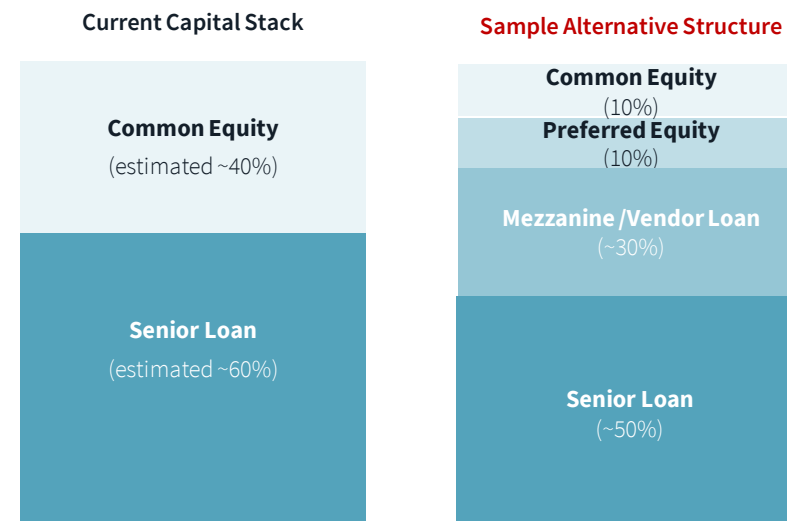 Current Capital Stack
Common Equity
(estimated ~40%)
Senior Loan
(estimated ~60%)
Sample Alternative Structure
Common Equity
(10%)
Preferred Equity
(10%)
Mezzanine /Vendor Loan
(~30%)
Senior Loan
(~50%)